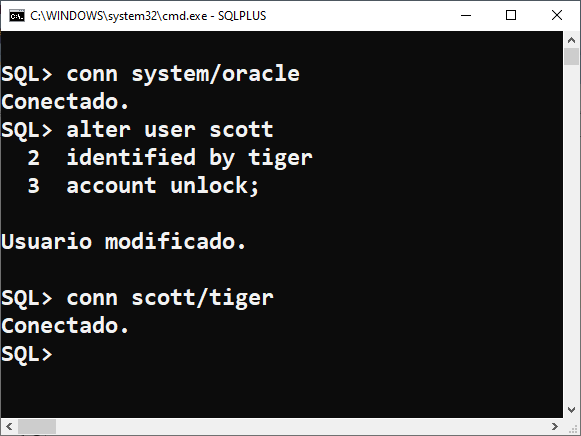 C:\WINDOWS\system32\cmd.exe - SQLPLUS
SQL> conn system/oracle
Conectado.
SQL> alter user scott
  2  identified by tiger
  3  account unlock;
Usuario modificado.
SQL> conn scott/tiger
Conectado.
SQL>